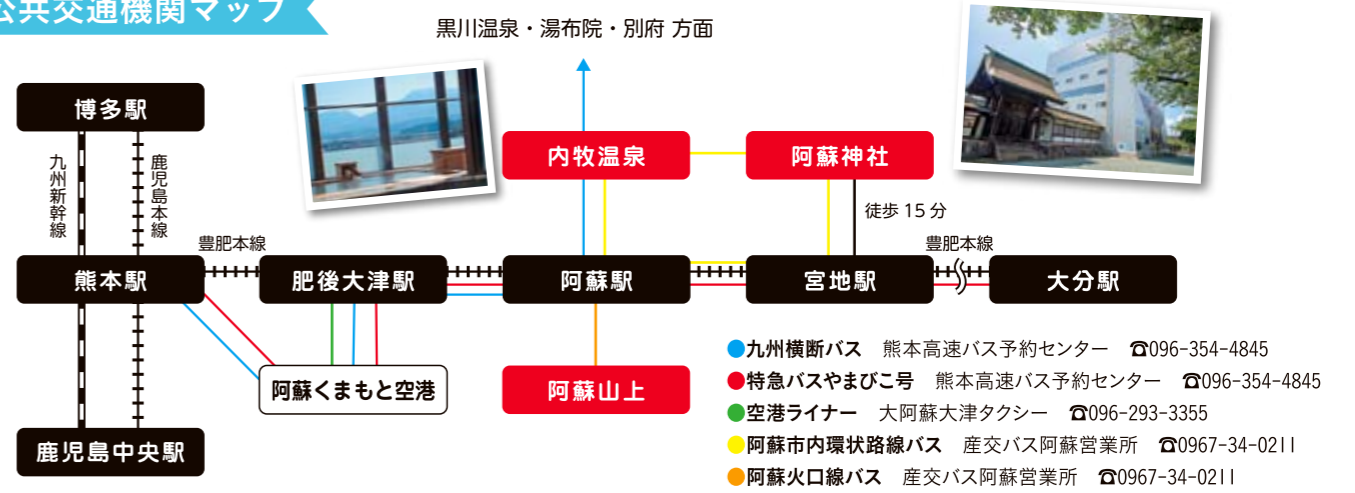 公共交通機関マップ
黒川温泉・湯布院・別府 方面
博多駅
内牧温泉
阿蘇神社
九州新幹線
鹿児島本線
徒歩 15 分
豊肥本線
豊肥本線
熊本駅
肥後大津駅
阿蘇駅
宮地駅
大分駅
阿蘇くまもと空港
阿蘇山上
鹿児島中央駅
●九州横断バス 熊本高速バス予約センター ☎096-354-4845
●特急バスやまびこ号 熊本高速バス予約センター ☎096-354-4845
●空港ライナー 大阿蘇大津タクシー ☎096-293-3355
●阿蘇市内環状路線バス 産交バス阿蘇営業所 ☎0967-34-0211
●阿蘇火口線バス 産交バス阿蘇営業所 ☎0967-34-0211